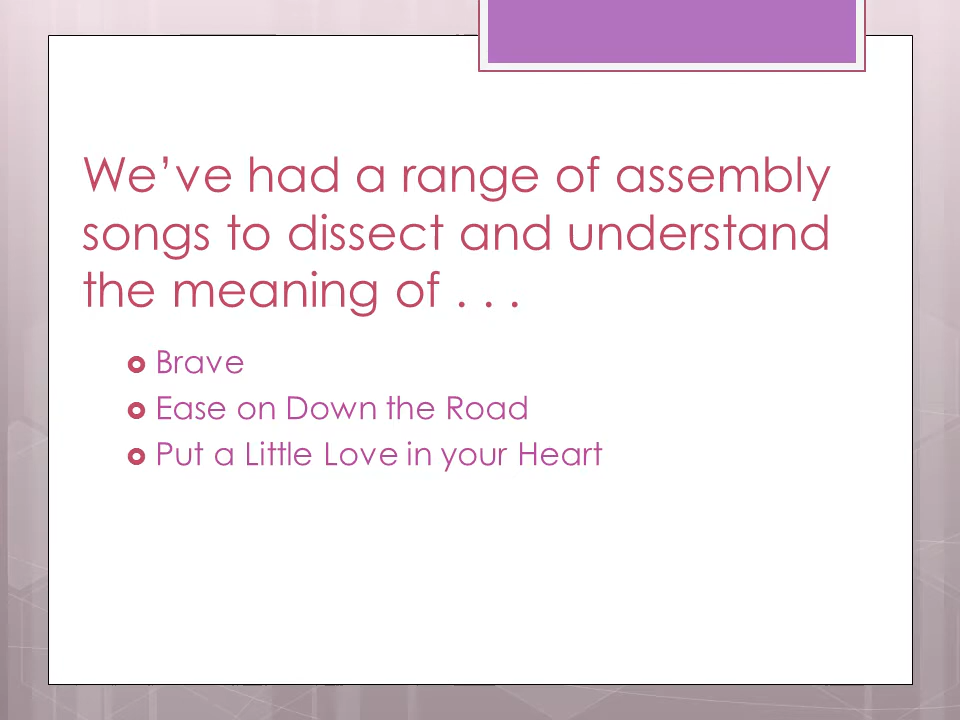 We’ve had a range of assembly
songs to dissect and understand
the meaning of . . .
Brave
Ease on Down the Road
Put a Little Love in your Heart